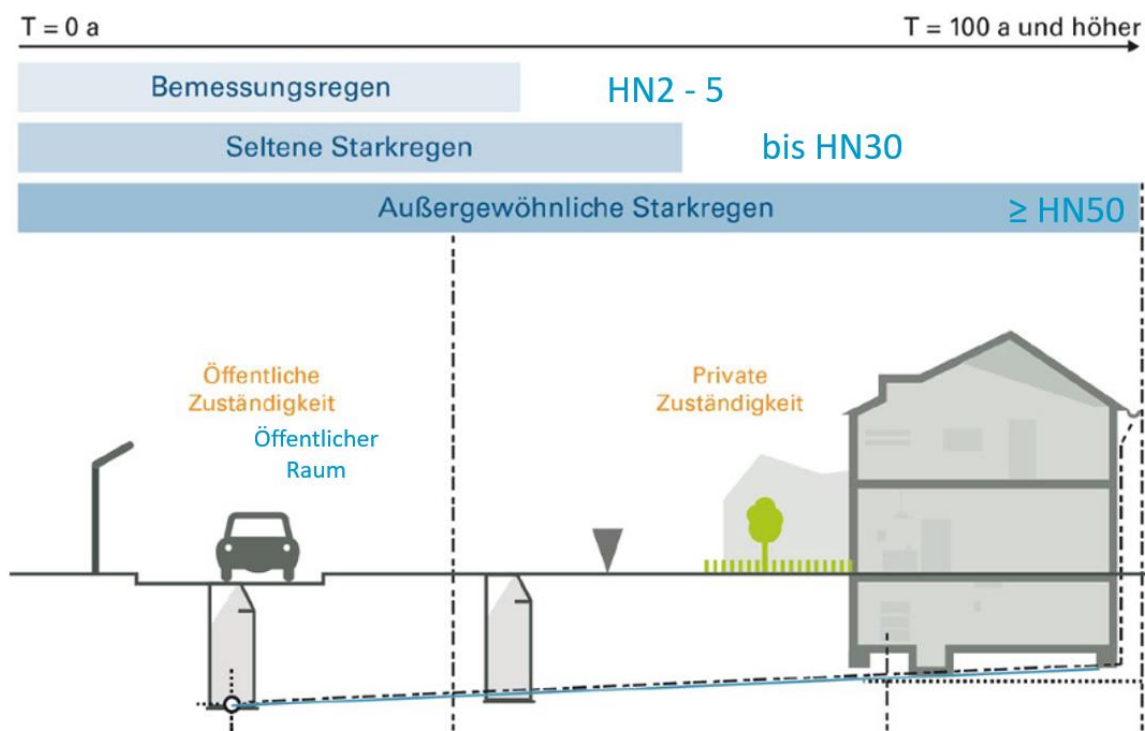 T = 0 a
T = 100 a und höher
Bemessungsregen
HN2 - 5
Seltene Starkregen
bis HN30
Außergewöhnliche Starkregen
≥ HN50
Öffentliche
Zuständigkeit
Öffentlicher
Raum
Private
Zuständigkeit